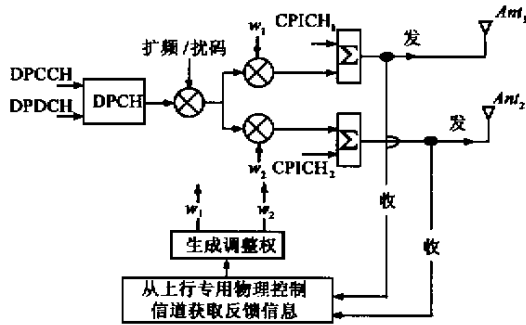 Ant₁
CPICH₁
发
w₁
扩频/扰码
DPCCH
DPDCH
DPCH
Ant₂
发
w₂
CPICH₂
w₁
w₂
收
收
生成调整权
从上行专用物理控制
信道获取反馈信息